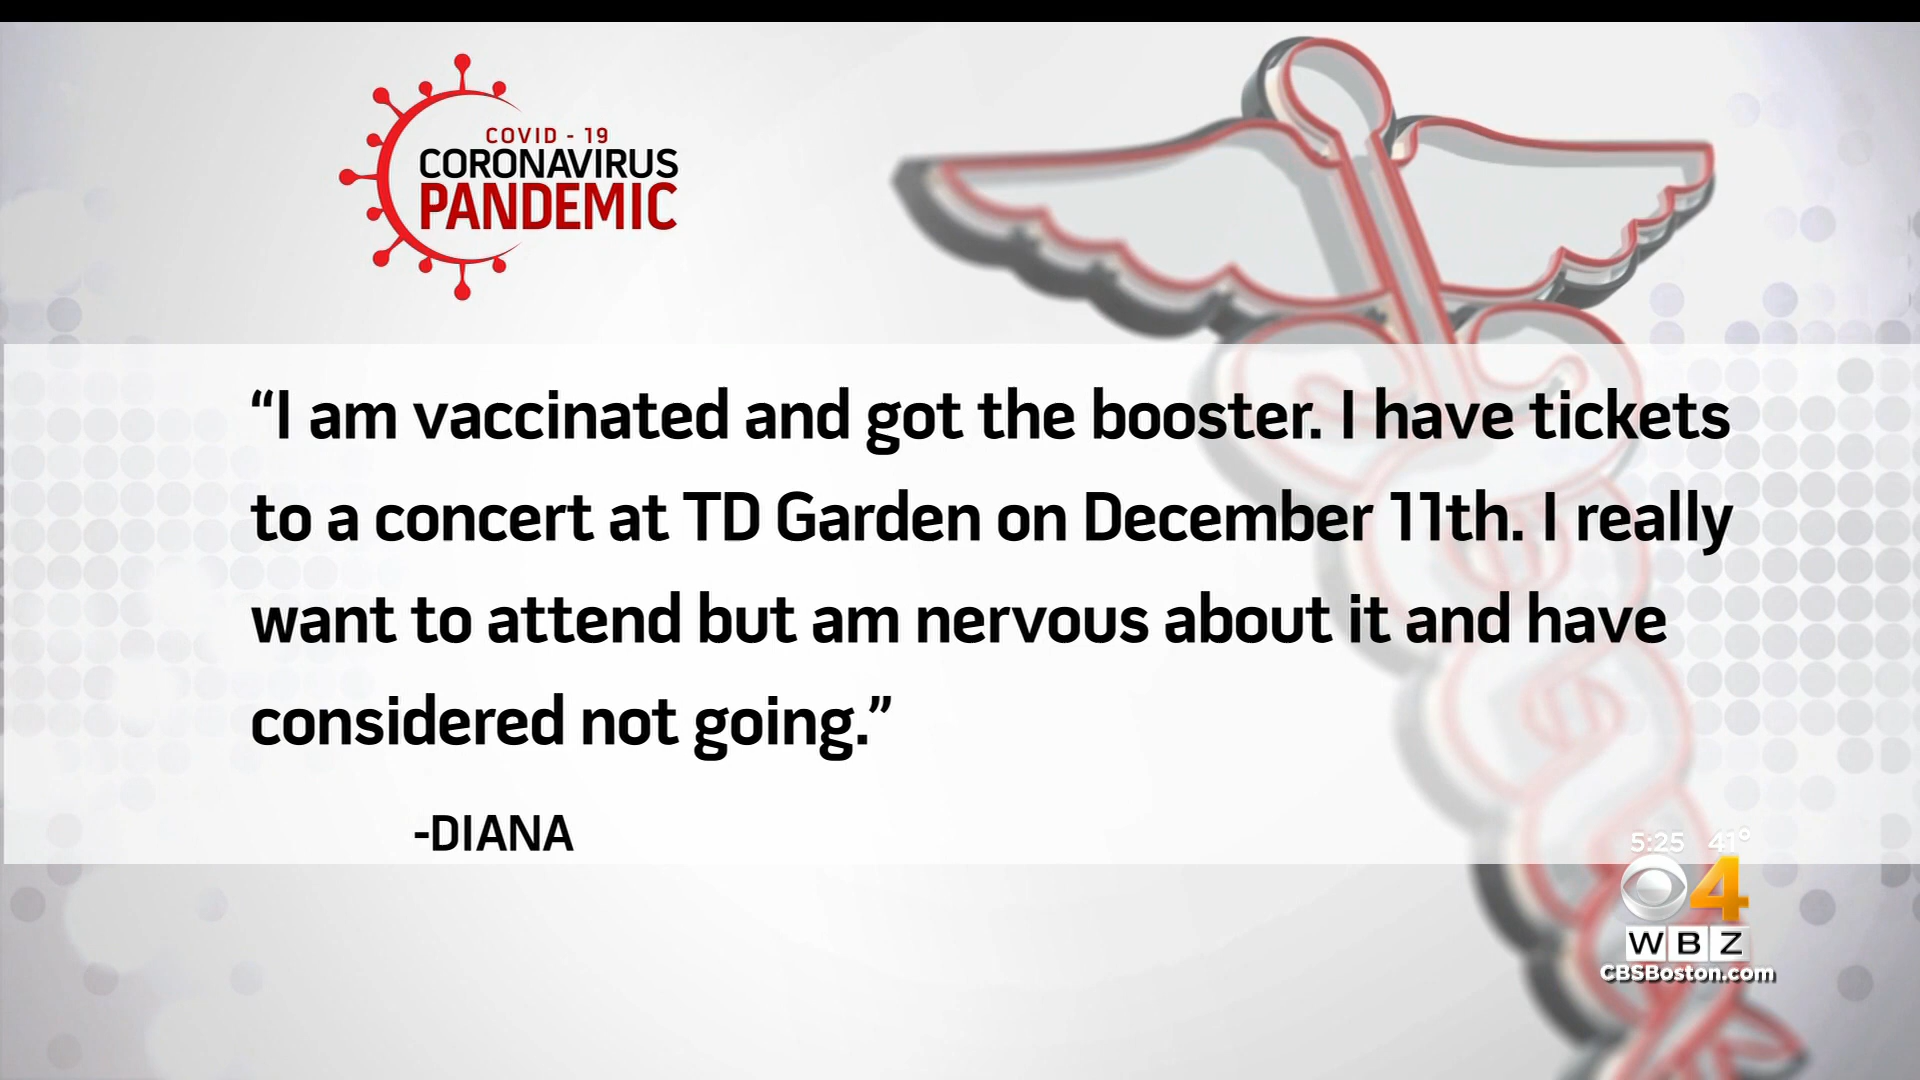 COVID - 19
CORONAVIRUS
PANDEMIC
“I am vaccinated and got the booster. I have tickets
to a concert at TD Garden on December 11th. I really
want to attend but am nervous about it and have
considered not going.”
-DIANA
5:25 41°
4
WBZ
CBSBoston.com